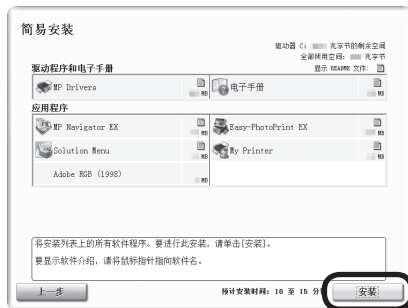 简易安装
驱动器 C: 兆字节的剩余空间
全部所用空间: 兆字节
显示 README 文件:
驱动程序和电子手册
MP Drivers MB 电子手册 MB
应用程序
MP Navigator EX MB Easy-PhotoPrint EX MB
Solution Menu MB My Printer MB
Adobe RGB (1998) MB
将安装列表上的所有软件程序。要进行此安装，请单击[安装]。
要显示软件介绍，请将鼠标指针指向软件名。
上一步 预计安装时间: 10 至 15 分 安装